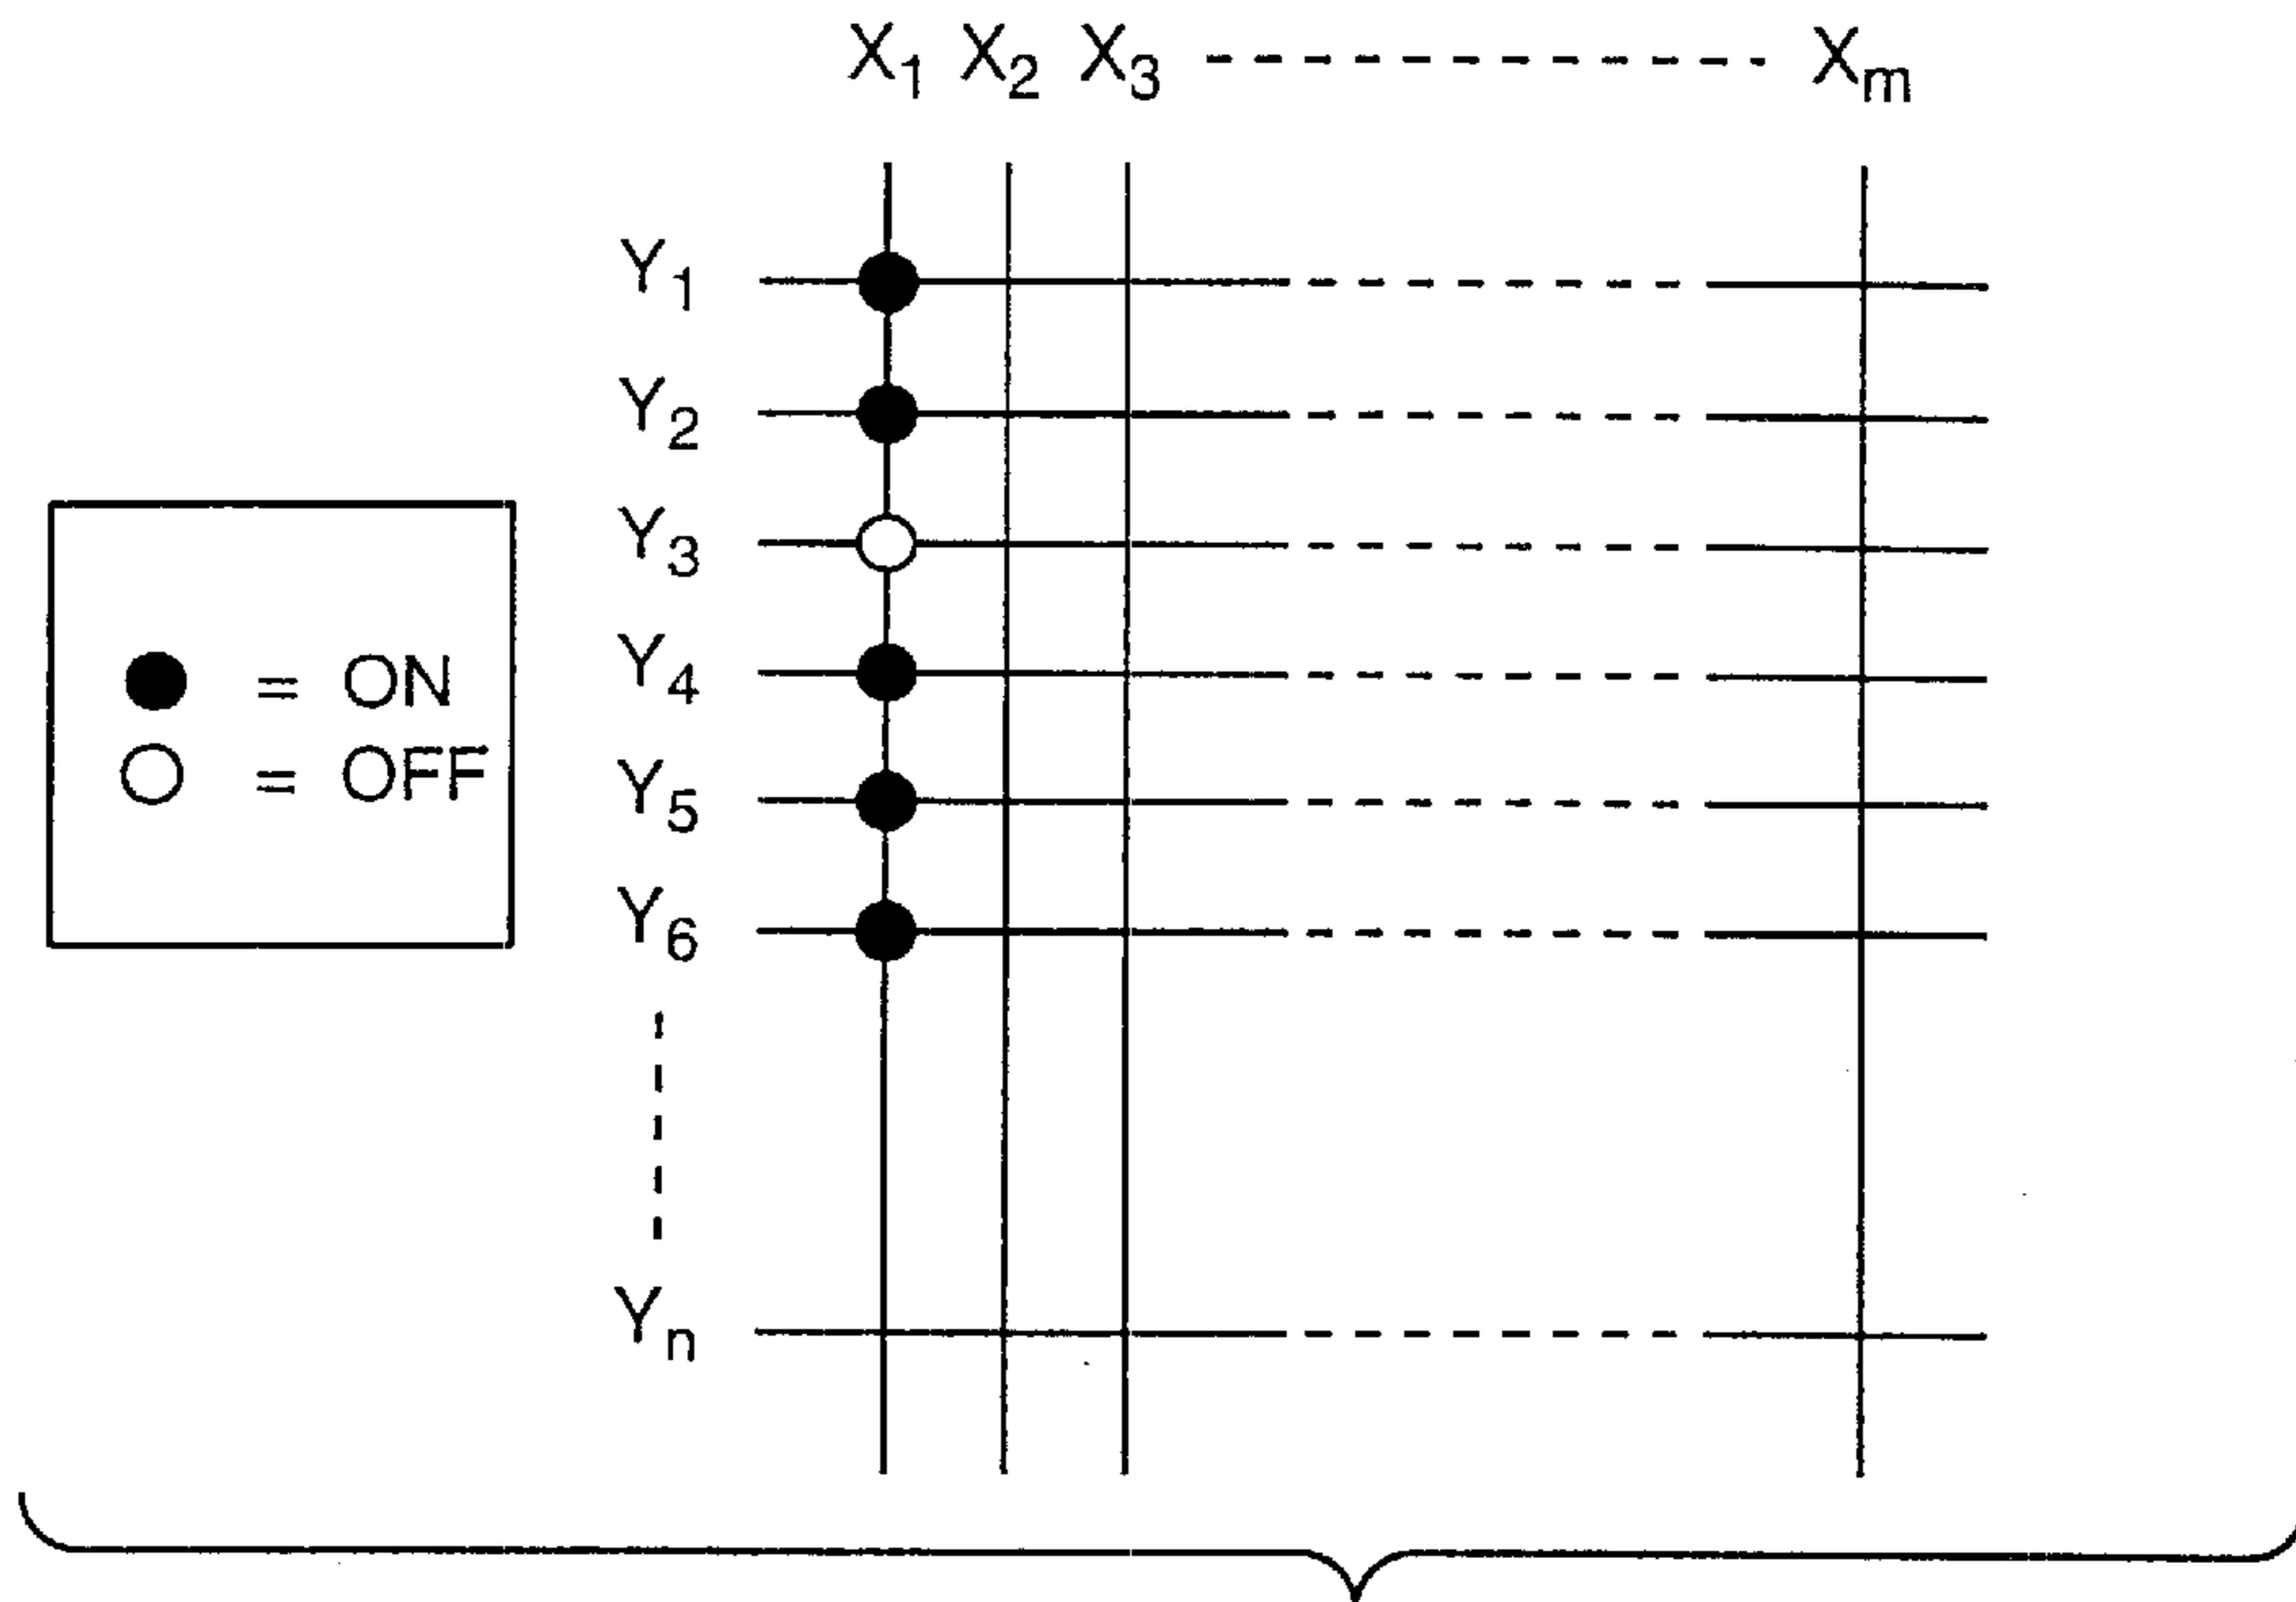 X₁ X₂ X₃ Xₘ
Y₁
Y₂
Y₃
Y₄
Y₅
Y₆
Yₙ
= ON
= OFF